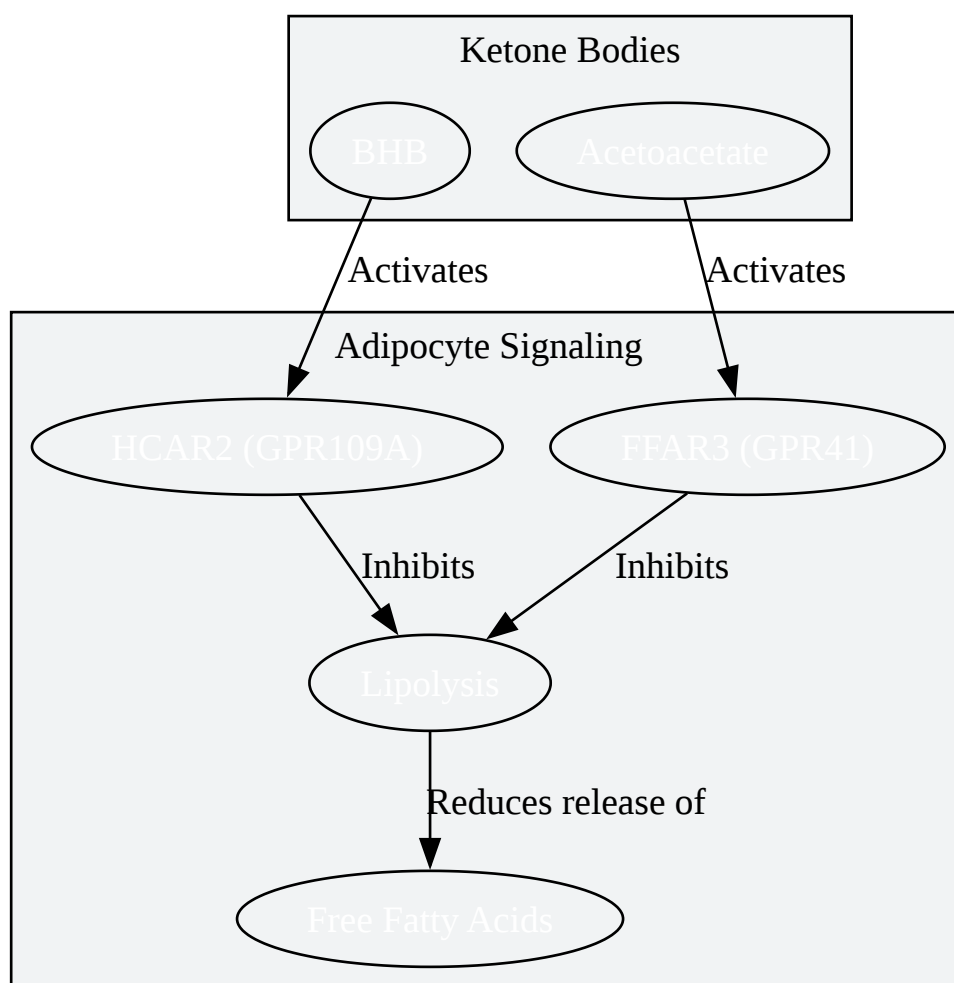 Ketone Bodies
BHB
Acetoacetate
Activates
Activates
Adipocyte Signaling
HCAR2 (GPR109A)
FFAR3 (GPR41)
Inhibits
Inhibits
Lipolysis
Reduces release of
Free Fatty Acids